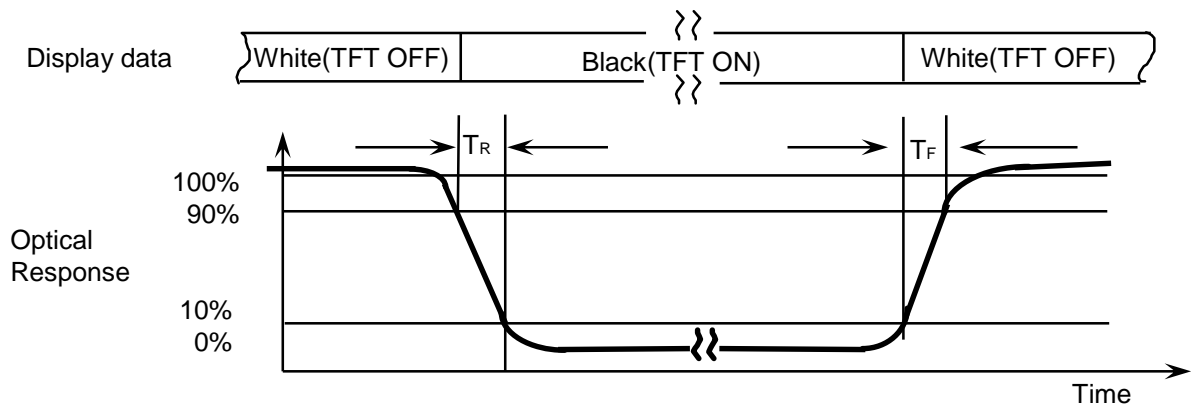 Display data
White(TFT OFF)
Black(TFT ON)
White(TFT OFF)
TR
TF
100%
90%
Optical
Response
10%
0%
Time